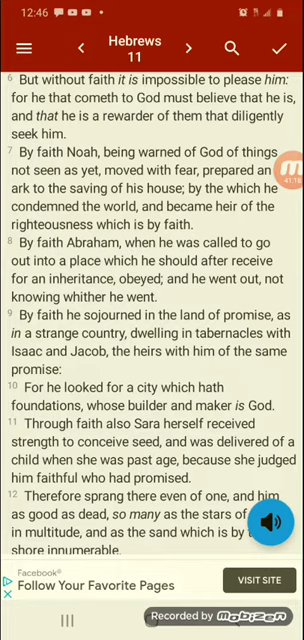 12:46
Hebrews
11
6 But without faith it is impossible to please him:
for he that cometh to God must believe that he is,
and that he is a rewarder of them that diligently
seek him.
7 By faith Noah, being warned of God of things
not seen as yet, moved with fear, prepared an
ark to the saving of his house; by the which he
condemned the world, and became heir of the
righteousness which is by faith.
8 By faith Abraham, when he was called to go
out into a place which he should after receive
for an inheritance, obeyed; and he went out, not
knowing whither he went.
9 By faith he sojourned in the land of promise, as
in a strange country, dwelling in tabernacles with
Isaac and Jacob, the heirs with him of the same
promise:
10 For he looked for a city which hath
foundations, whose builder and maker is God.
11 Through faith also Sara herself received
strength to conceive seed, and was delivered of a
child when she was past age, because she judged
him faithful who had promised.
12 Therefore sprang there even of one, and him
as good as dead, so many as the stars of
in multitude, and as the sand which is by
shore innumerable.
Facebook®
Follow Your Favorite Pages
VISIT SITE
Recorded by mobizen